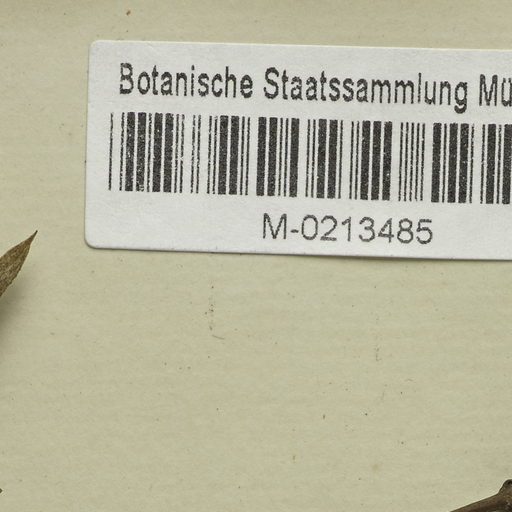 Botanische Staatssammlung Mü
M-0213485